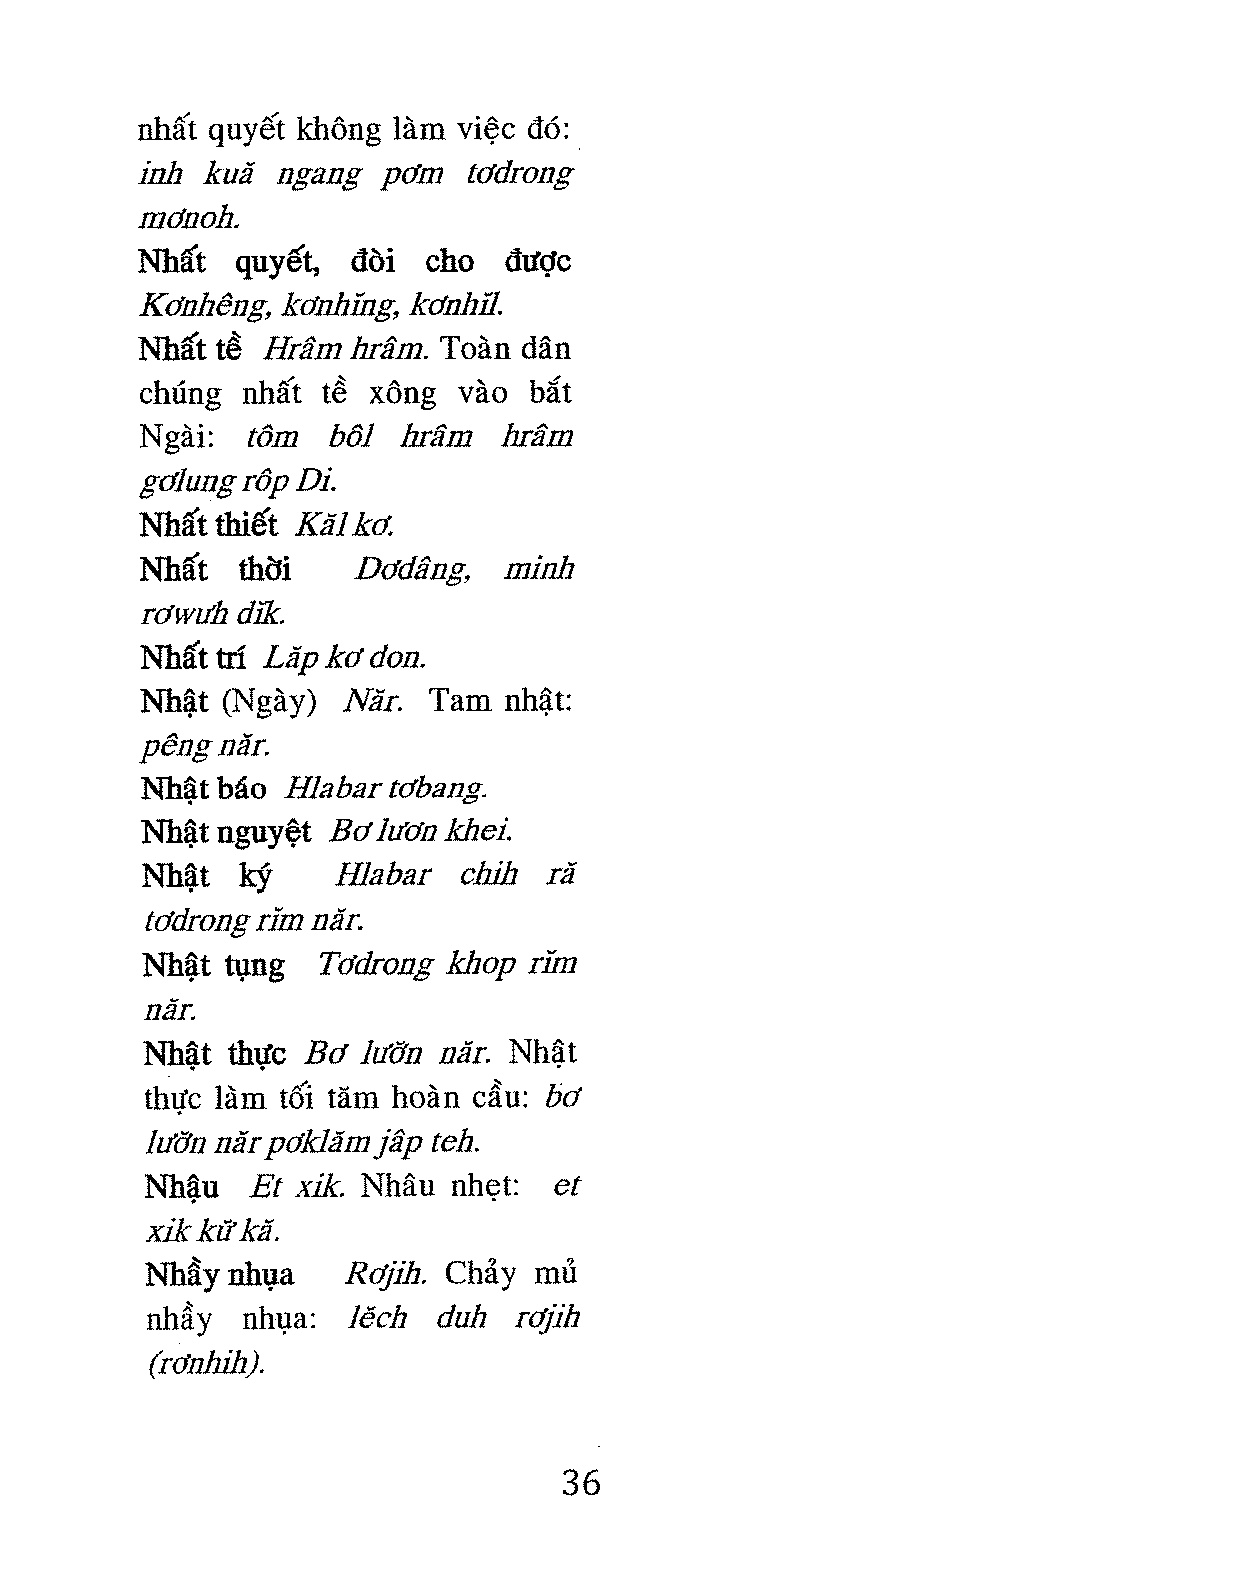 nhất quyết không làm việc đó:
inh kuă ngang pơm tơdrong
mơnoh.
Nhất quyết, đòi cho được
Kơnhêng, kơnhĭng, kơnhĭl.
Nhất tề Hrâm hrâm. Toàn dân
chúng nhất tề xông vào bắt
Ngài: tôm bôl hrâm hrâm
gơlung rôp Di.
Nhất thiết Kăl kơ.
Nhất thời Dơdâng, minh
rơwưh dĭk.
Nhất trí Lăp kơ don.
Nhật (Ngày) Năr. Tam nhật:
pêng năr.
Nhật báo Hlabar tơbang.
Nhật nguyệt Bơ lươn khei.
Nhật ký Hlabar chih ră
tơdrong rĭm năr.
Nhật tụng Tơdrong khop rĭm
năr.
Nhật thực Bơ lươ̆n năr. Nhật
thực làm tối tăm hoàn cầu: bơ
lươ̆n năr pơklăm jâp teh.
Nhậu Et xik. Nhâu nhẹt: et
xik kư̆ kă.
Nhầy nhụa Rơjih. Chảy mủ
nhầy nhụa: lĕch duh rơjih
(rơnhih).
36